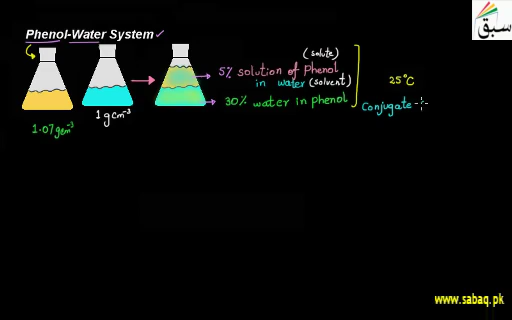 سبق
Phenol-Water System
(solute)
5% solution of phenol
in water (solvent)
30% water in phenol
25°C
Conjugate
1.07gcm⁻³
1gcm⁻³
www.sabaq.pk